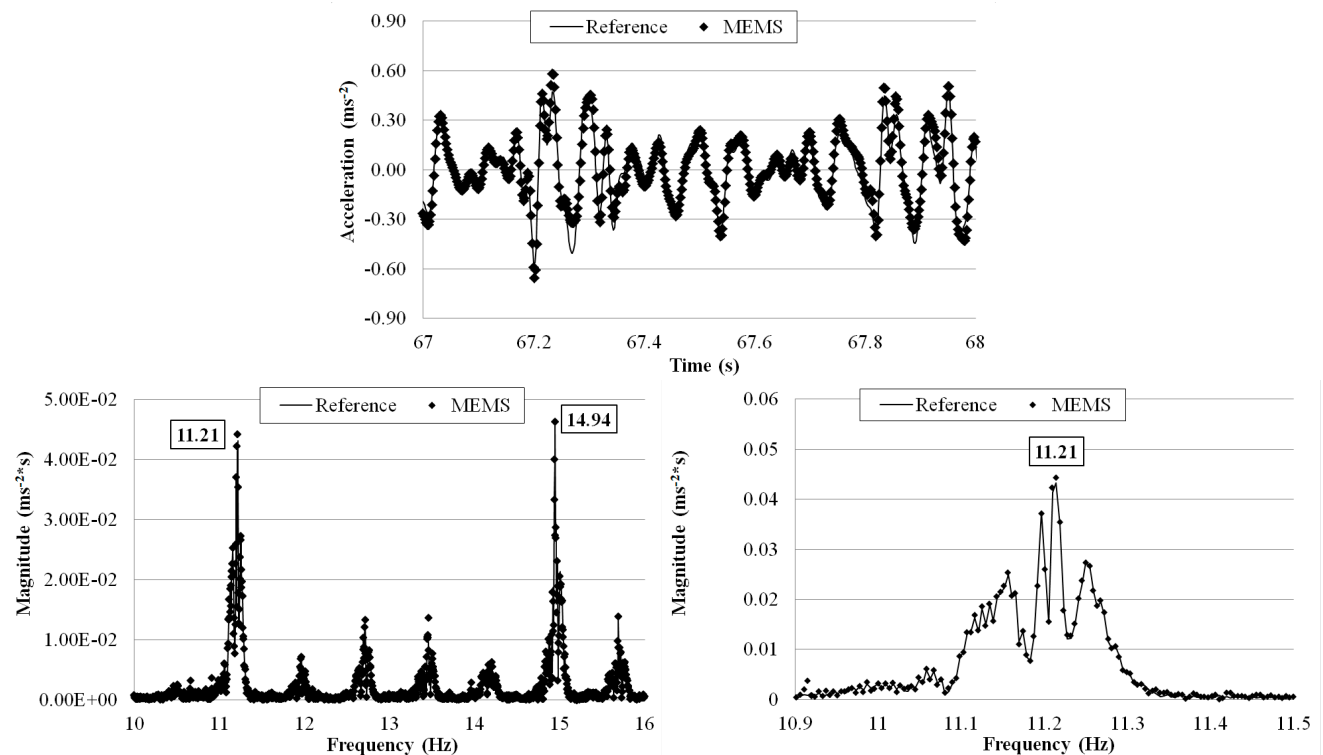 Reference MEMS
0.90
0.60
0.30
0.00
-0.30
-0.60
-0.90
Acceleration (ms-2)
67 67.2 67.4 67.6 67.8 68
Time (s)
Reference MEMS
5.00E-02
4.00E-02
3.00E-02
2.00E-02
1.00E-02
0.00E+00
Magnitude (ms-2*s)
11.21
14.94
10 11 12 13 14 15 16
Frequency (Hz)
Reference MEMS
0.06
0.05
0.04
0.03
0.02
0.01
0
Magnitude (ms-2*s)
11.21
10.9 11 11.1 11.2 11.3 11.4 11.5
Frequency (Hz)